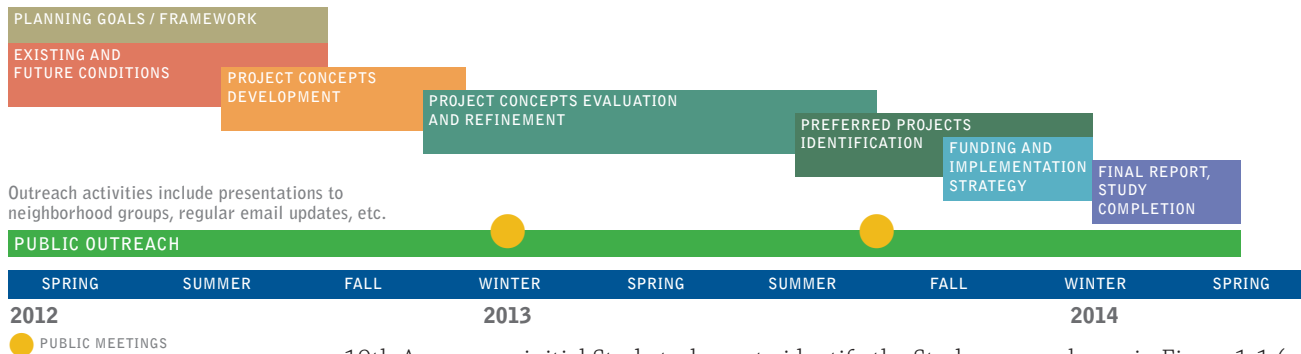 PLANNING GOALS / FRAMEWORK
EXISTING AND
FUTURE CONDITIONS
PROJECT CONCEPTS
DEVELOPMENT
PROJECT CONCEPTS EVALUATION
AND REFINEMENT
PREFERRED PROJECTS
IDENTIFICATION
FUNDING AND
IMPLEMENTATION
STRATEGY
FINAL REPORT,
STUDY
COMPLETION
Outreach activities include presentations to
neighborhood groups, regular email updates, etc.
PUBLIC OUTREACH
SPRING SUMMER FALL WINTER SPRING SUMMER FALL WINTER SPRING
2012 2013 2014
PUBLIC MEETINGS